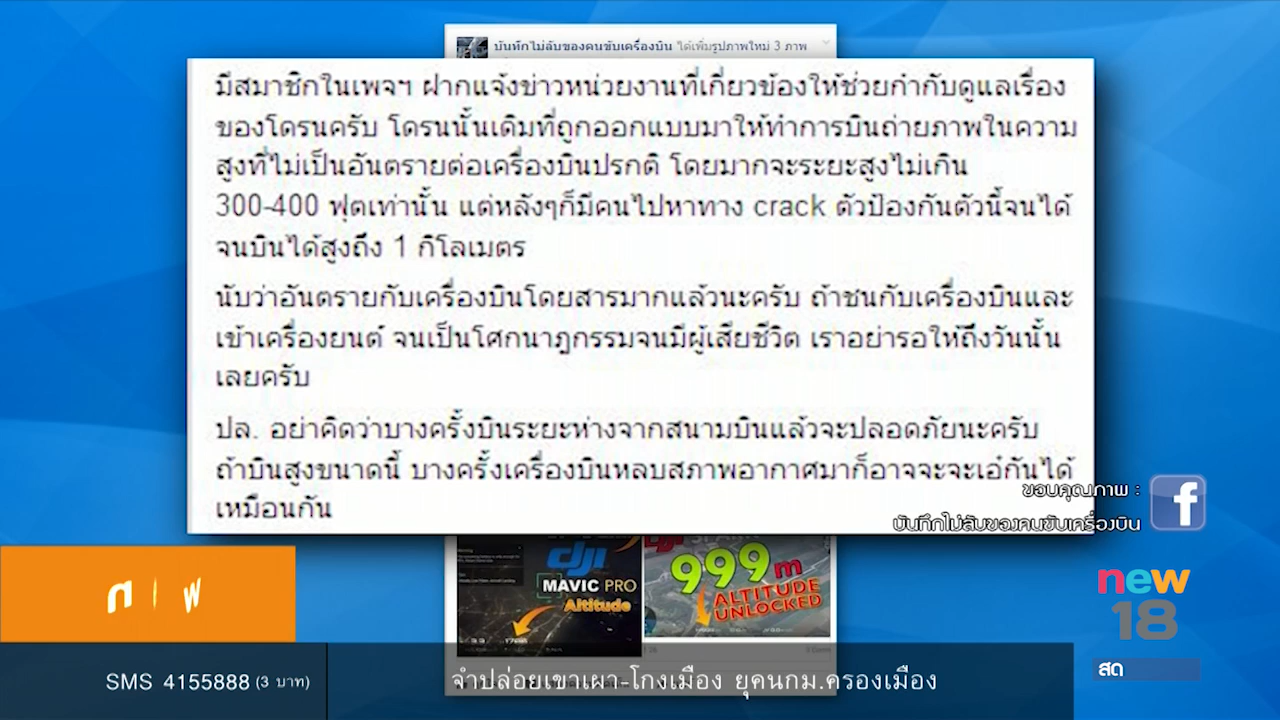 บันทึกไม่ลับของคนขับเครื่องบิน ได้เพิ่มรูปภาพใหม่ 3 ภาพ
มีสมาชิกในเพจฯ ฝากแจ้งข่าวหน่วยงานที่เกี่ยวข้องให้ช่วยกำกับดูแลเรื่อง
ของโดรนครับ โดรนนั้นเดิมที่ถูกออกแบบมาให้ทำการบินถ่ายภาพในความ
สูงที่ไม่เป็นอันตรายต่อเครื่องบินปรกติ โดยมากจะระยะสูงไม่เกิน
300-400 ฟุตเท่านั้น แต่หลังๆก็มีคนไปหาทาง crack ตัวป้องกันตัวนี้จนได้
จนบินได้สูงถึง 1 กิโลเมตร
นับว่าอันตรายกับเครื่องบินโดยสารมากแล้วนะครับ ถ้าชนกับเครื่องบินและ
เข้าเครื่องยนต์ จนเป็นโศกนาฏกรรมจนมีผู้เสียชีวิต เราอย่ารอให้ถึงวันนั้น
เลยครับ
ปล. อย่าคิดว่าบางครั้งบินระยะห่างจากสนามบินแล้วจะปลอดภัยนะครับ
ถ้าบินสูงขนาดนี้ บางครั้งเครื่องบินหลบสภาพอากาศมาก็อาจจะจะเอ๋กันได้
เหมือนกัน
ขอบคุณภาพ :
บันทึกไม่ลับของคนขับเครื่องบิน
dji
MAVIC PRO
Altitude
999m
ALTITUDE
UNLOCKED
new
18
สด
SMS 4155888 (3 บาท)
จำปล่อยเขาเผา-โกงเมือง ยุคนกม.ครองเมือง